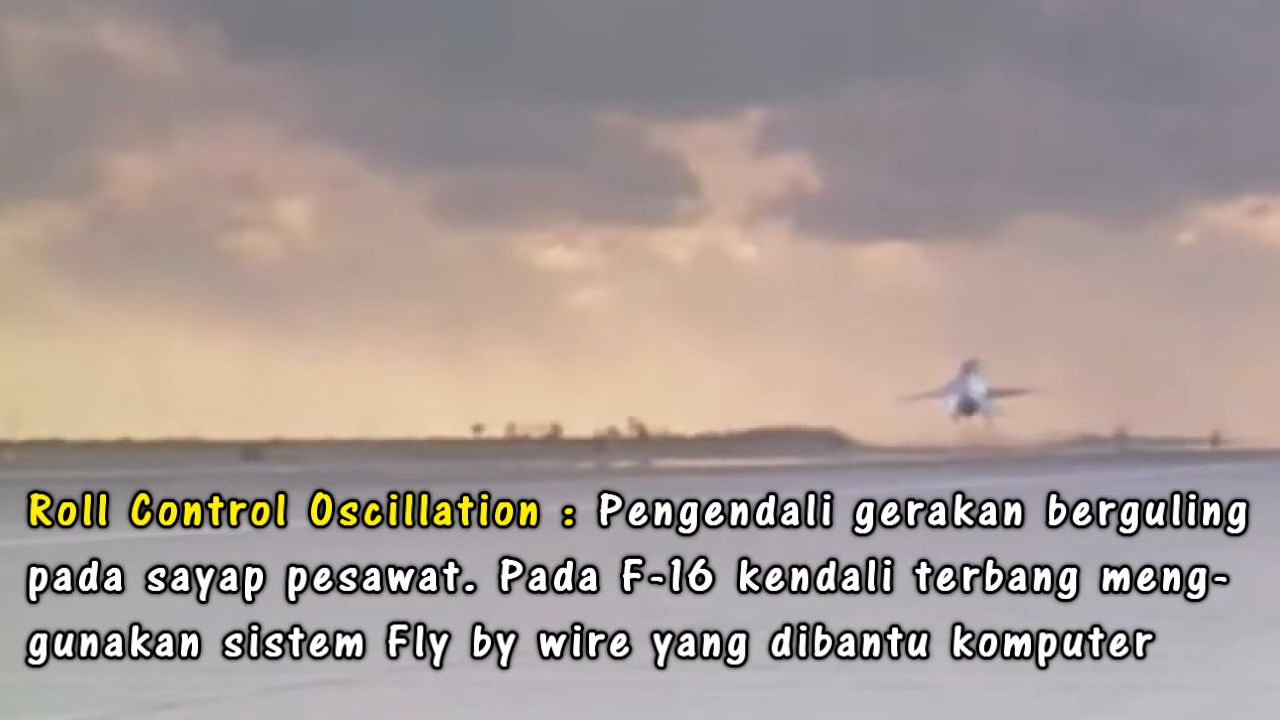 Roll Control Oscillation : Pengendali gerakan berguling
pada sayap pesawat. Pada F-16 kendali terbang meng-
gunakan sistem Fly by wire yang dibantu komputer